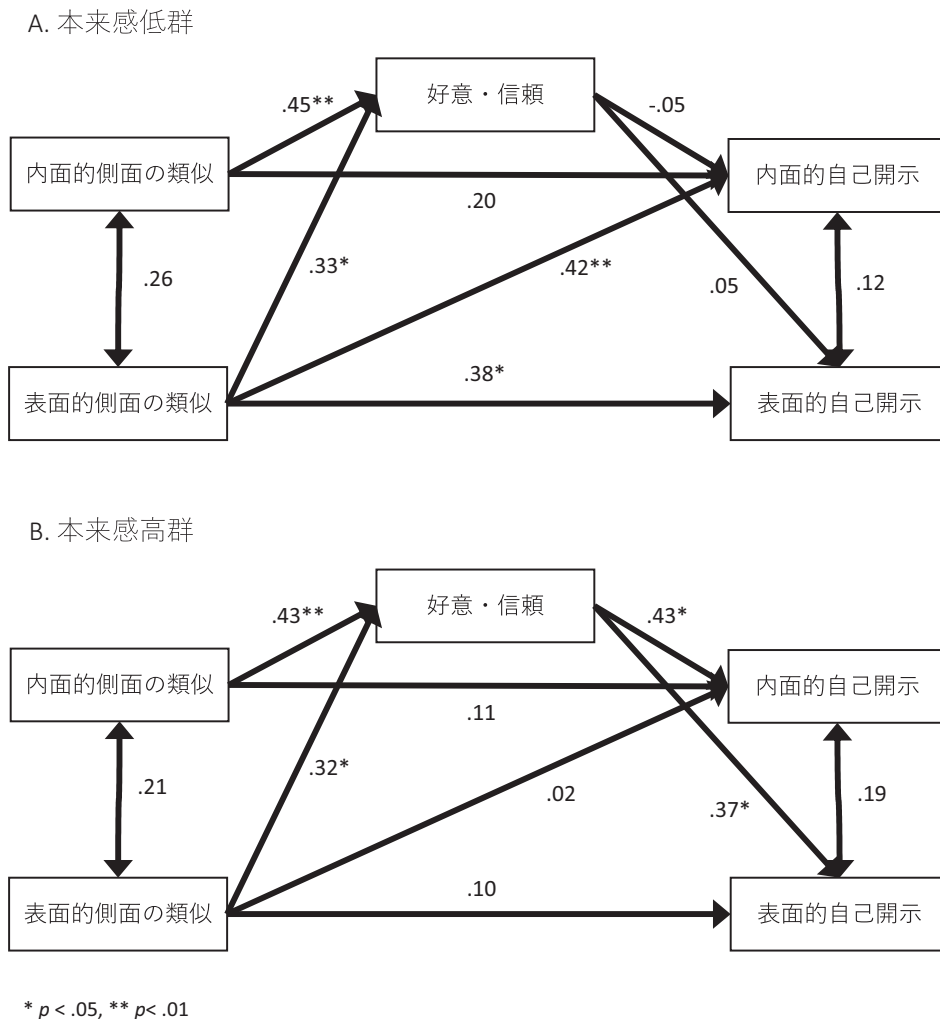 A. 本来感低群
好意・信頼
.45**
-.05
内面的側面の類似
内面的自己開示
.20
.33*
.42**
.26
.05
.12
.38*
表面的側面の類似
表面的自己開示
B. 本来感高群
好意・信頼
.43**
.43*
内面的側面の類似
内面的自己開示
.11
.32*
.21
.02
.37*
.19
.10
表面的側面の類似
表面的自己開示
* p < .05, ** p< .01